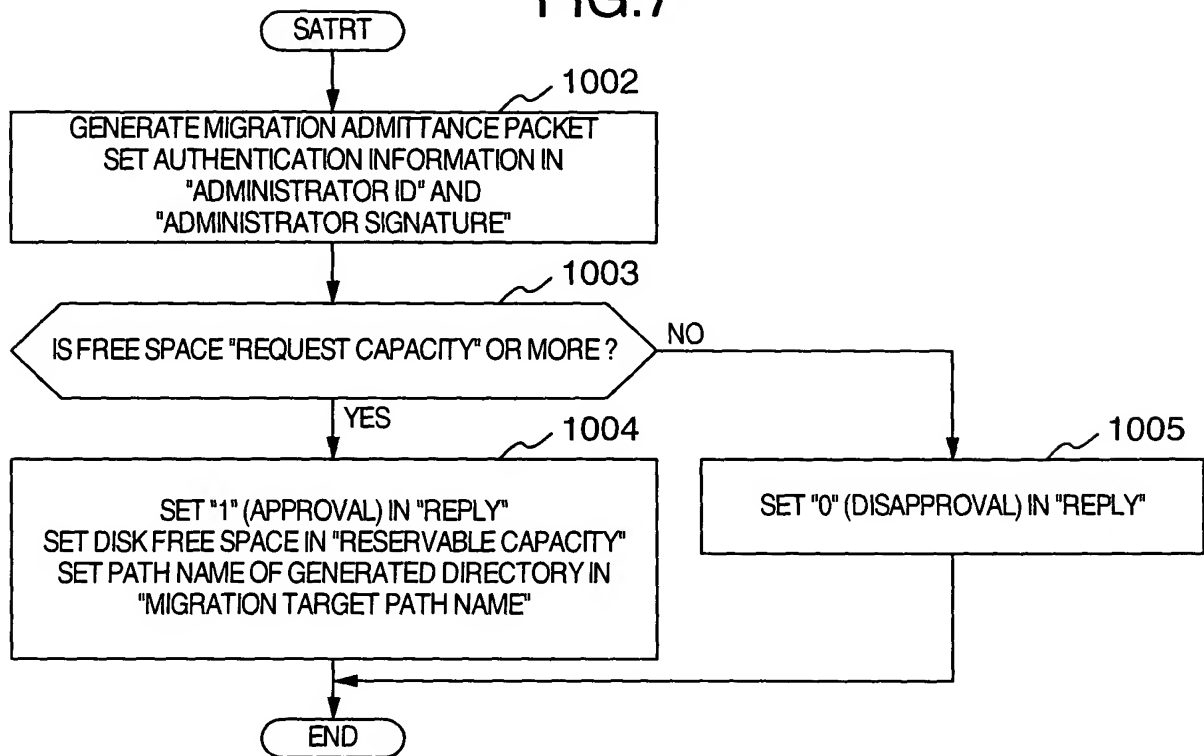 FIG.7
SATRT
1002
GENERATE MIGRATION ADMITTANCE PACKET
SET AUTHENTICATION INFORMATION IN
"ADMINISTRATOR ID" AND
"ADMINISTRATOR SIGNATURE"
1003
IS FREE SPACE "REQUEST CAPACITY" OR MORE ?
NO
YES
1004
SET "1" (APPROVAL) IN "REPLY"
SET DISK FREE SPACE IN "RESERVABLE CAPACITY"
SET PATH NAME OF GENERATED DIRECTORY IN
"MIGRATION TARGET PATH NAME"
1005
SET "0" (DISAPPROVAL) IN "REPLY"
END